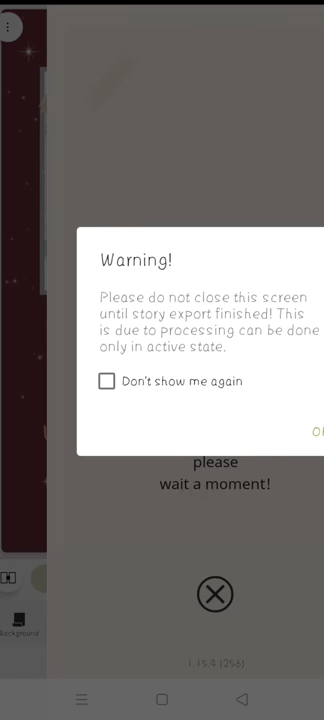 Warning!
Please do not close this screen
until story export finished! This
is due to processing can be done
only in active state.
Don't show me again
please
wait a moment!
Background
1.15.4 (256)